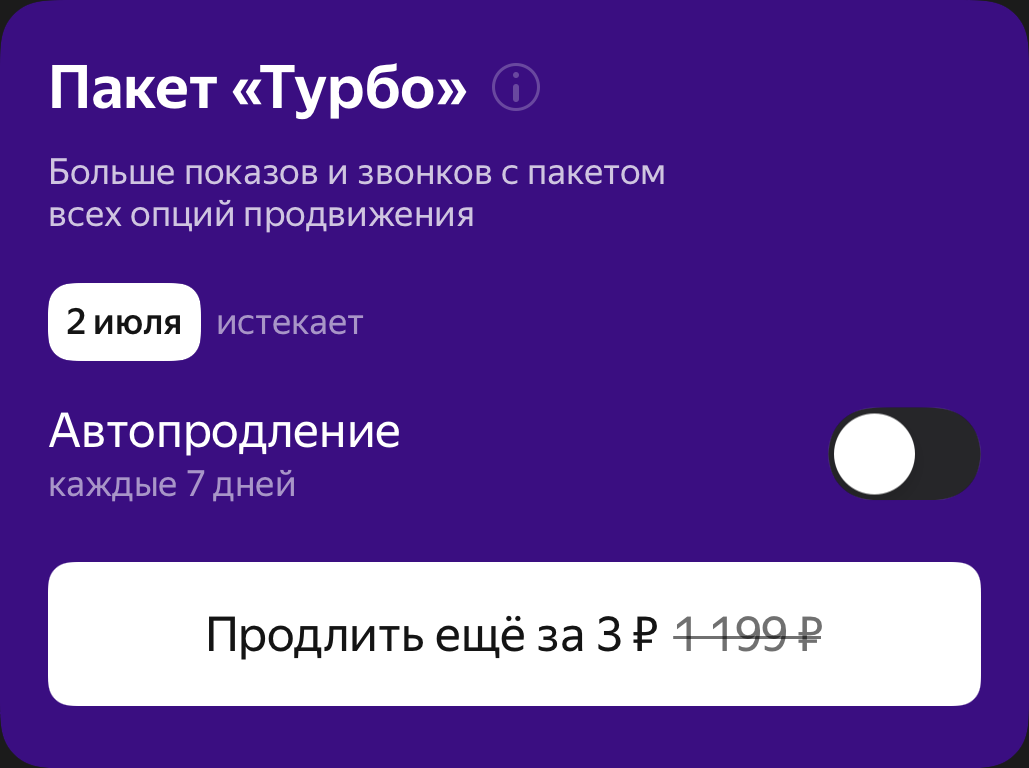 Пакет «Турбо»
Больше показов и звонков с пакетом
всех опций продвижения
2 июля истекает
Автопродление
каждые 7 дней
Продлить ещё за 3 ₽ 1 199 ₽